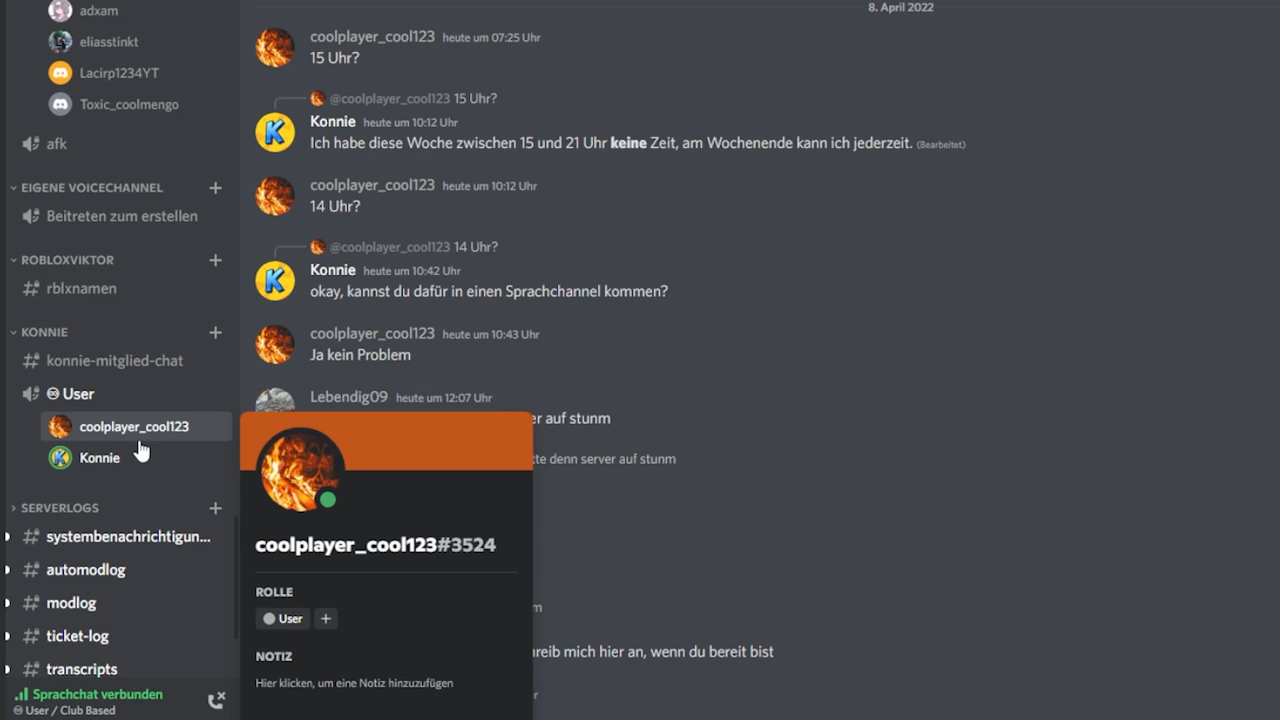 adxam
eliasstinkt
Lacirp1234YT
Toxic_coolmengo
afk
EIGENE VOICECHANNEL
Beitreten zum erstellen
ROBLOXVIKTOR
rblxnamen
KONNIE
konnie-mitglied-chat
User
coolplayer_cool123
Konnie
SERVERLOGS
systembenachrichtigun...
automodlog
modlog
ticket-log
transcripts
Sprachchat verbunden
User / Club Based
8. April 2022
coolplayer_cool123 heute um 07:25 Uhr
15 Uhr?
@coolplayer_cool123 15 Uhr?
Konnie heute um 10:12 Uhr
Ich habe diese Woche zwischen 15 und 21 Uhr keine Zeit, am Wochenende kann ich jederzeit. (Bearbeitet)
coolplayer_cool123 heute um 10:12 Uhr
14 Uhr?
@coolplayer_cool123 14 Uhr?
Konnie heute um 10:42 Uhr
okay, kannst du dafür in einen Sprachchannel kommen?
coolplayer_cool123 heute um 10:43 Uhr
Ja kein Problem
Lebendig09 heute um 12:07 Uhr
er auf stunm
tte denn server auf stunm
m
reib mich hier an, wenn du bereit bist
r
coolplayer_cool123#3524
ROLLE
User
NOTIZ
Hier klicken, um eine Notiz hinzuzufügen